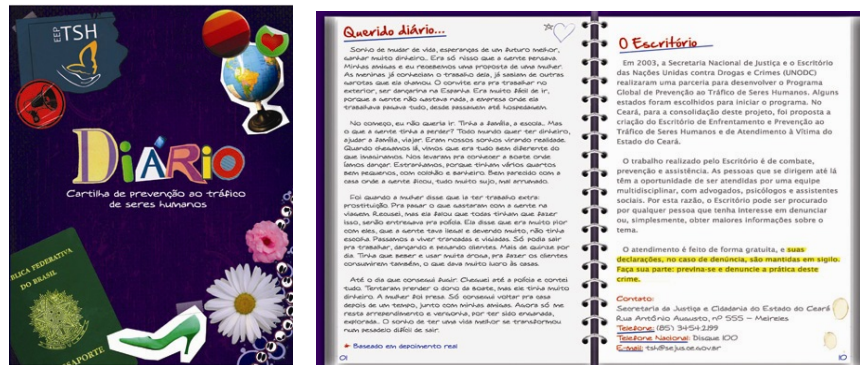 EEP
TSH
DIÁRIO
Cartilha de prevenção ao tráfico
de seres humanos
BLICA FEDERATIVA
DO BRASIL
SAPORTE
Querido diário...
Sonho de mudar de vida, esperanças de um futuro melhor,
ganhar muito dinheiro... Era só nisso que a gente pensava.
Minhas amigas e eu recebemos uma proposta de uma mulher.
As meninas já conheciam o trabalho dela, já sabiam de outras
garotas que ela chamou. O convite era pra trabalhar no
exterior, ser dançarina na Espanha. Era muito fácil de ir,
porque a gente não gastava nada, a empresa onde ela
trabalhava pagava tudo, desde passagem até hospedagem.
No começo, eu não queria ir. Tinha a família, a escola... Mas
o que a gente tinha a perder? Todo mundo quer ter dinheiro,
ajudar a família, viajar. Eram nossos sonhos virando realidade.
Quando chegamos lá, vimos que era tudo bem diferente do
que imaginamos. Nos levaram pra conhecer a boate onde
íamos dançar. Estranhamos, porque tinham vários quartos
bem pequenos, com colchão e banheiro. Bem parecido com a
casa onde a gente ficou, tudo muito sujo, mal arrumado.
Foi quando a mulher disse que ia ter trabalho extra:
prostituição. Pra pagar o que gastaram com a gente na
viagem. Recusei, mas ela falou que todas tinham que fazer
isso, senão entregava pra polícia. Ela disse que era muito pior
com eles, que a gente tava ilegal e devendo muito, não tinha
escolha. Passamos a viver trancadas e vigiadas. Só podia sair
pra trabalhar, dançando e pegando clientes. Mais de quinze por
dia. Tinha que beber e usar muita droga, pra fazer os clientes
consumirem também, o que dava muito lucro às casas.
Até o dia que consegui fugir. Cheguei até a polícia e contei
tudo. Tentaram prender o dono da boate, mas ele tinha muito
dinheiro. A mulher foi presa. Só consegui voltar pra casa
depois de um tempo, junto com minhas amigas. Agora só me
resta arrependimento e vergonha, por ter sido enganada,
explorada... O sonho de ter uma vida melhor se transformou
num pesadelo difícil de sair.
Baseado em depoimento real
01
O Escritório
Em 2003, a Secretaria Nacional de Justiça e o Escritório
das Nações Unidas contra Drogas e Crimes (UNODC)
realizaram uma parceria para desenvolver o Programa
Global de Prevenção ao Tráfico de Seres Humanos. Alguns
estados foram escolhidos para iniciar o programa. No
Ceará, para a consolidação deste projeto, foi proposta a
criação do Escritório de Enfrentamento e Prevenção ao
Tráfico de Seres Humanos e de Atendimento à Vítima do
Estado do Ceará.
O trabalho realizado pelo Escritório é de combate,
prevenção e assistência. As pessoas que se dirigem até lá
têm a oportunidade de ser atendidas por uma equipe
multidisciplinar, com advogados, psicólogos e assistentes
sociais. Por esta razão, o Escritório pode ser procurado
por qualquer pessoa que tenha interesse em denunciar
ou, simplesmente, obter maiores informações sobre o
tema.
O atendimento é feito de forma gratuita, e suas
declarações, no caso de denúncia, são mantidas em sigilo.
Faça sua parte: previna-se e denuncie a prática deste
crime.
Contato:
Secretaria da Justiça e Cidadania do Estado do Ceará
Rua Antônio Augusto, nº 555 - Meireles
Telefone: (85) 3454.2199
Telefone Nacional: Disque 100
E-mail: tsh@sejus.ce.gov.br
10